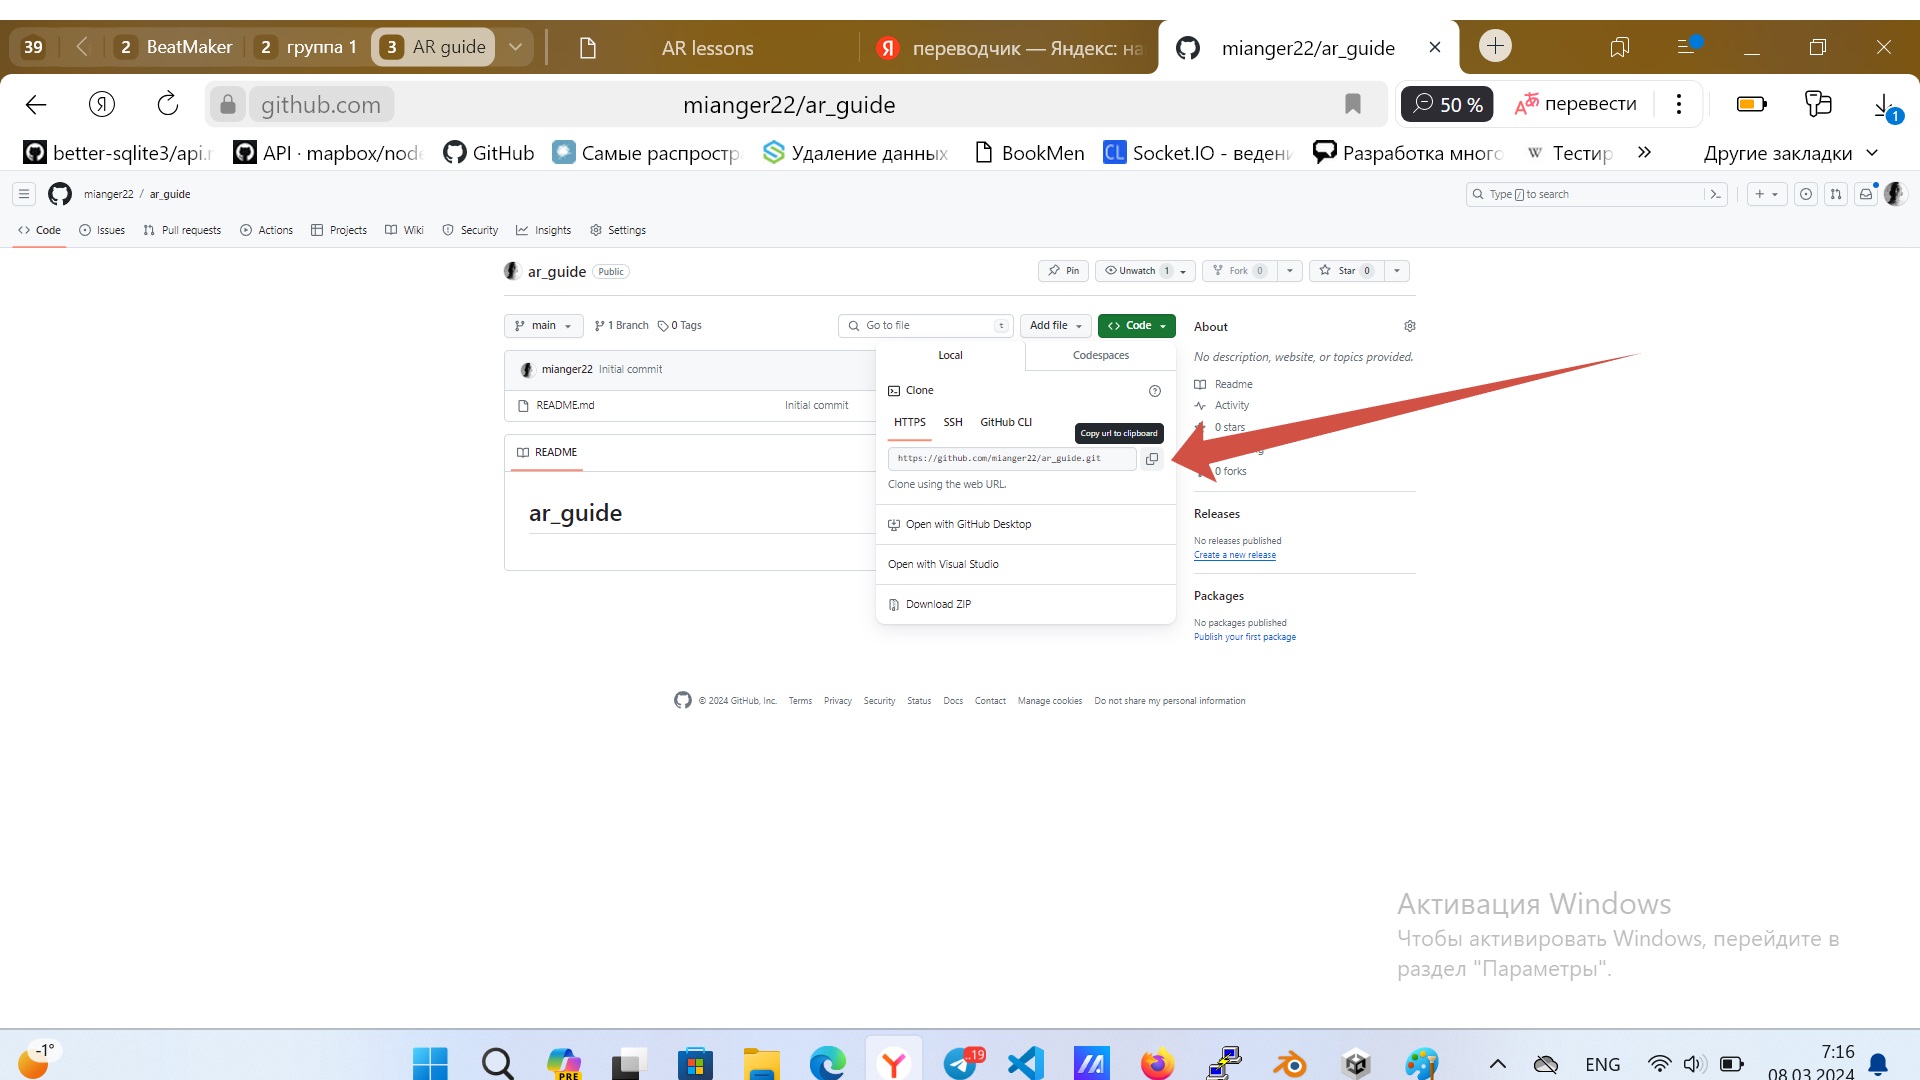 39 2 BeatMaker 2 группа 1 3 AR guide AR lessons Я переводчик — Яндекс: на mianger22/ar_guide
Я github.com mianger22/ar_guide 50 % перевести 1
better-sqlite3/api.r API · mapbox/node GitHub Самые распростр Удаление данных BookMen CL Socket.IO - ведени Разработка много W Тестир Другие закладки
mianger22 / ar_guide Type / to search
Code Issues Pull requests Actions Projects Wiki Security Insights Settings
ar_guide Public Pin Unwatch 1 Fork 0 Star 0
main 1 Branch 0 Tags Go to file t Add file Code About
Local Codespaces No description, website, or topics provided.
mianger22 Initial commit
Readme
Clone
README.md Initial commit Activity
HTTPS SSH GitHub CLI 0 stars
Copy url to clipboard
README
https://github.com/mianger22/ar_guide.git
0 forks
Clone using the web URL.
ar_guide Releases
Open with GitHub Desktop
No releases published
Create a new release
Open with Visual Studio
Packages
Download ZIP
No packages published
Publish your first package
© 2024 GitHub, Inc. Terms Privacy Security Status Docs Contact Manage cookies Do not share my personal information
Активация Windows
Чтобы активировать Windows, перейдите в
раздел "Параметры".
-1° PRE ..19 ENG 7:16
08.03.2024